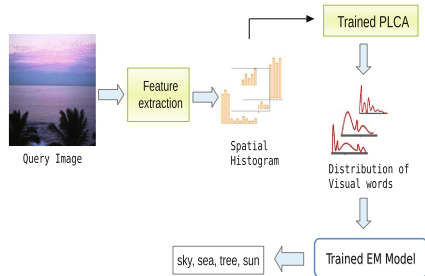 Trained PLCA
Feature
extraction
Query Image
Spatial
Histogram
Distribution of
Visual words
sky, sea, tree, sun
Trained EM Model